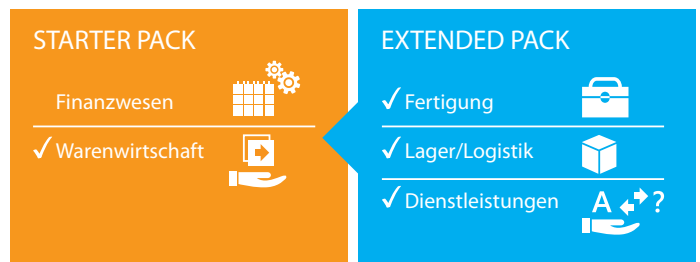 STARTER PACK
Finanzwesen
✓ Warenwirtschaft
EXTENDED PACK
✓ Fertigung
✓ Lager/Logistik
✓ Dienstleistungen
A ?